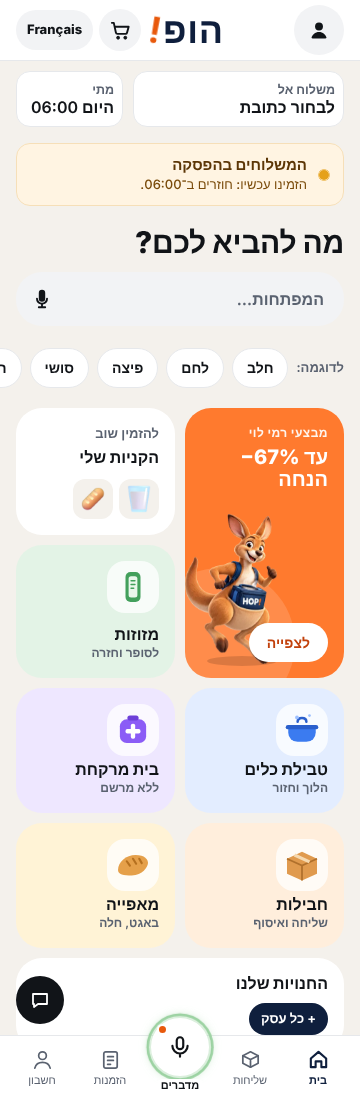 הופ!
Français
משלוח אל
לבחור כתובת
מתי
היום 06:00
המשלוחים בהפסקה
הזמינו עכשיו: חוזרים ב־06:00.
מה להביא לכם?
המפתחות...
לדוגמה:
חלב
לחם
פיצה
סושי
מבצעי רמי לוי
עד 67%−
הנחה
HOP!
לצפייה
להזמין שוב
הקניות שלי
מזוזות
לסופר וחזרה
טבילת כלים
הלוך וחזור
בית מרקחת
ללא מרשם
חבילות
שליחה ואיסוף
מאפייה
באגט, חלה
החנויות שלנו
+ כל עסק
בית
שליחות
מדברים
הזמנות
חשבון